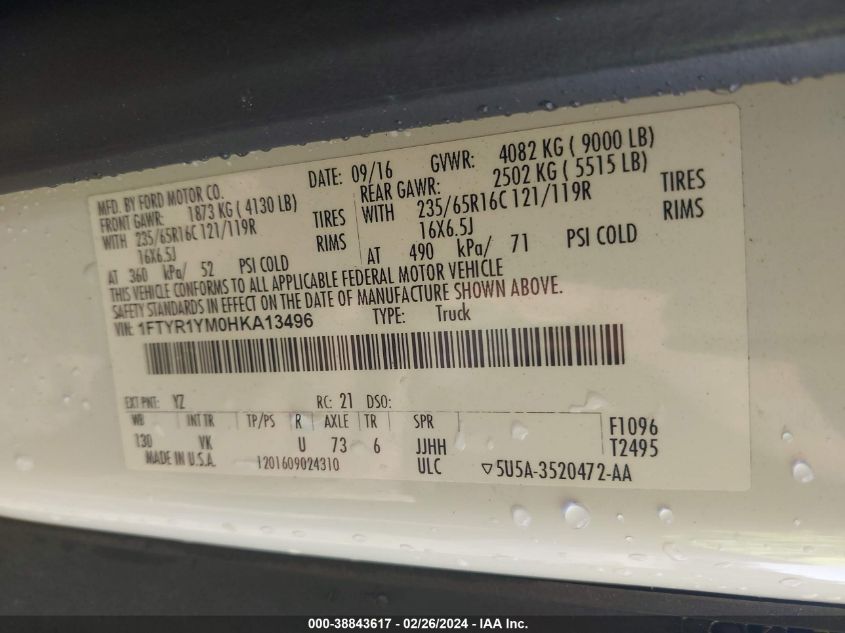 MFD. BY FORD MOTOR CO. DATE: 09/16 GVWR: 4082 KG ( 9000 LB)
FRONT GAWR: 1873 KG ( 4130 LB) REAR GAWR: 2502 KG ( 5515 LB)
WITH 235/65R16C 121/119R TIRES WITH 235/65R16C 121/119R TIRES
16X6.5J RIMS 16X6.5J RIMS
AT 360 kPa/ 52 PSI COLD AT 490 kPa/ 71 PSI COLD
THIS VEHICLE CONFORMS TO ALL APPLICABLE FEDERAL MOTOR VEHICLE
SAFETY STANDARDS IN EFFECT ON THE DATE OF MANUFACTURE SHOWN ABOVE.
VIN: 1FTYR1YM0HKA13496 TYPE: Truck
EXT PNT: YZ RC: 21 DSO:
WB INT TR TP/PS R AXLE TR SPR F1096
130 VK U 73 6 JJHH T2495
MADE IN U.S.A. 1201609024310 ULC ▽5U5A-3520472-AA
000-38843617 - 02/26/2024 - IAA Inc.